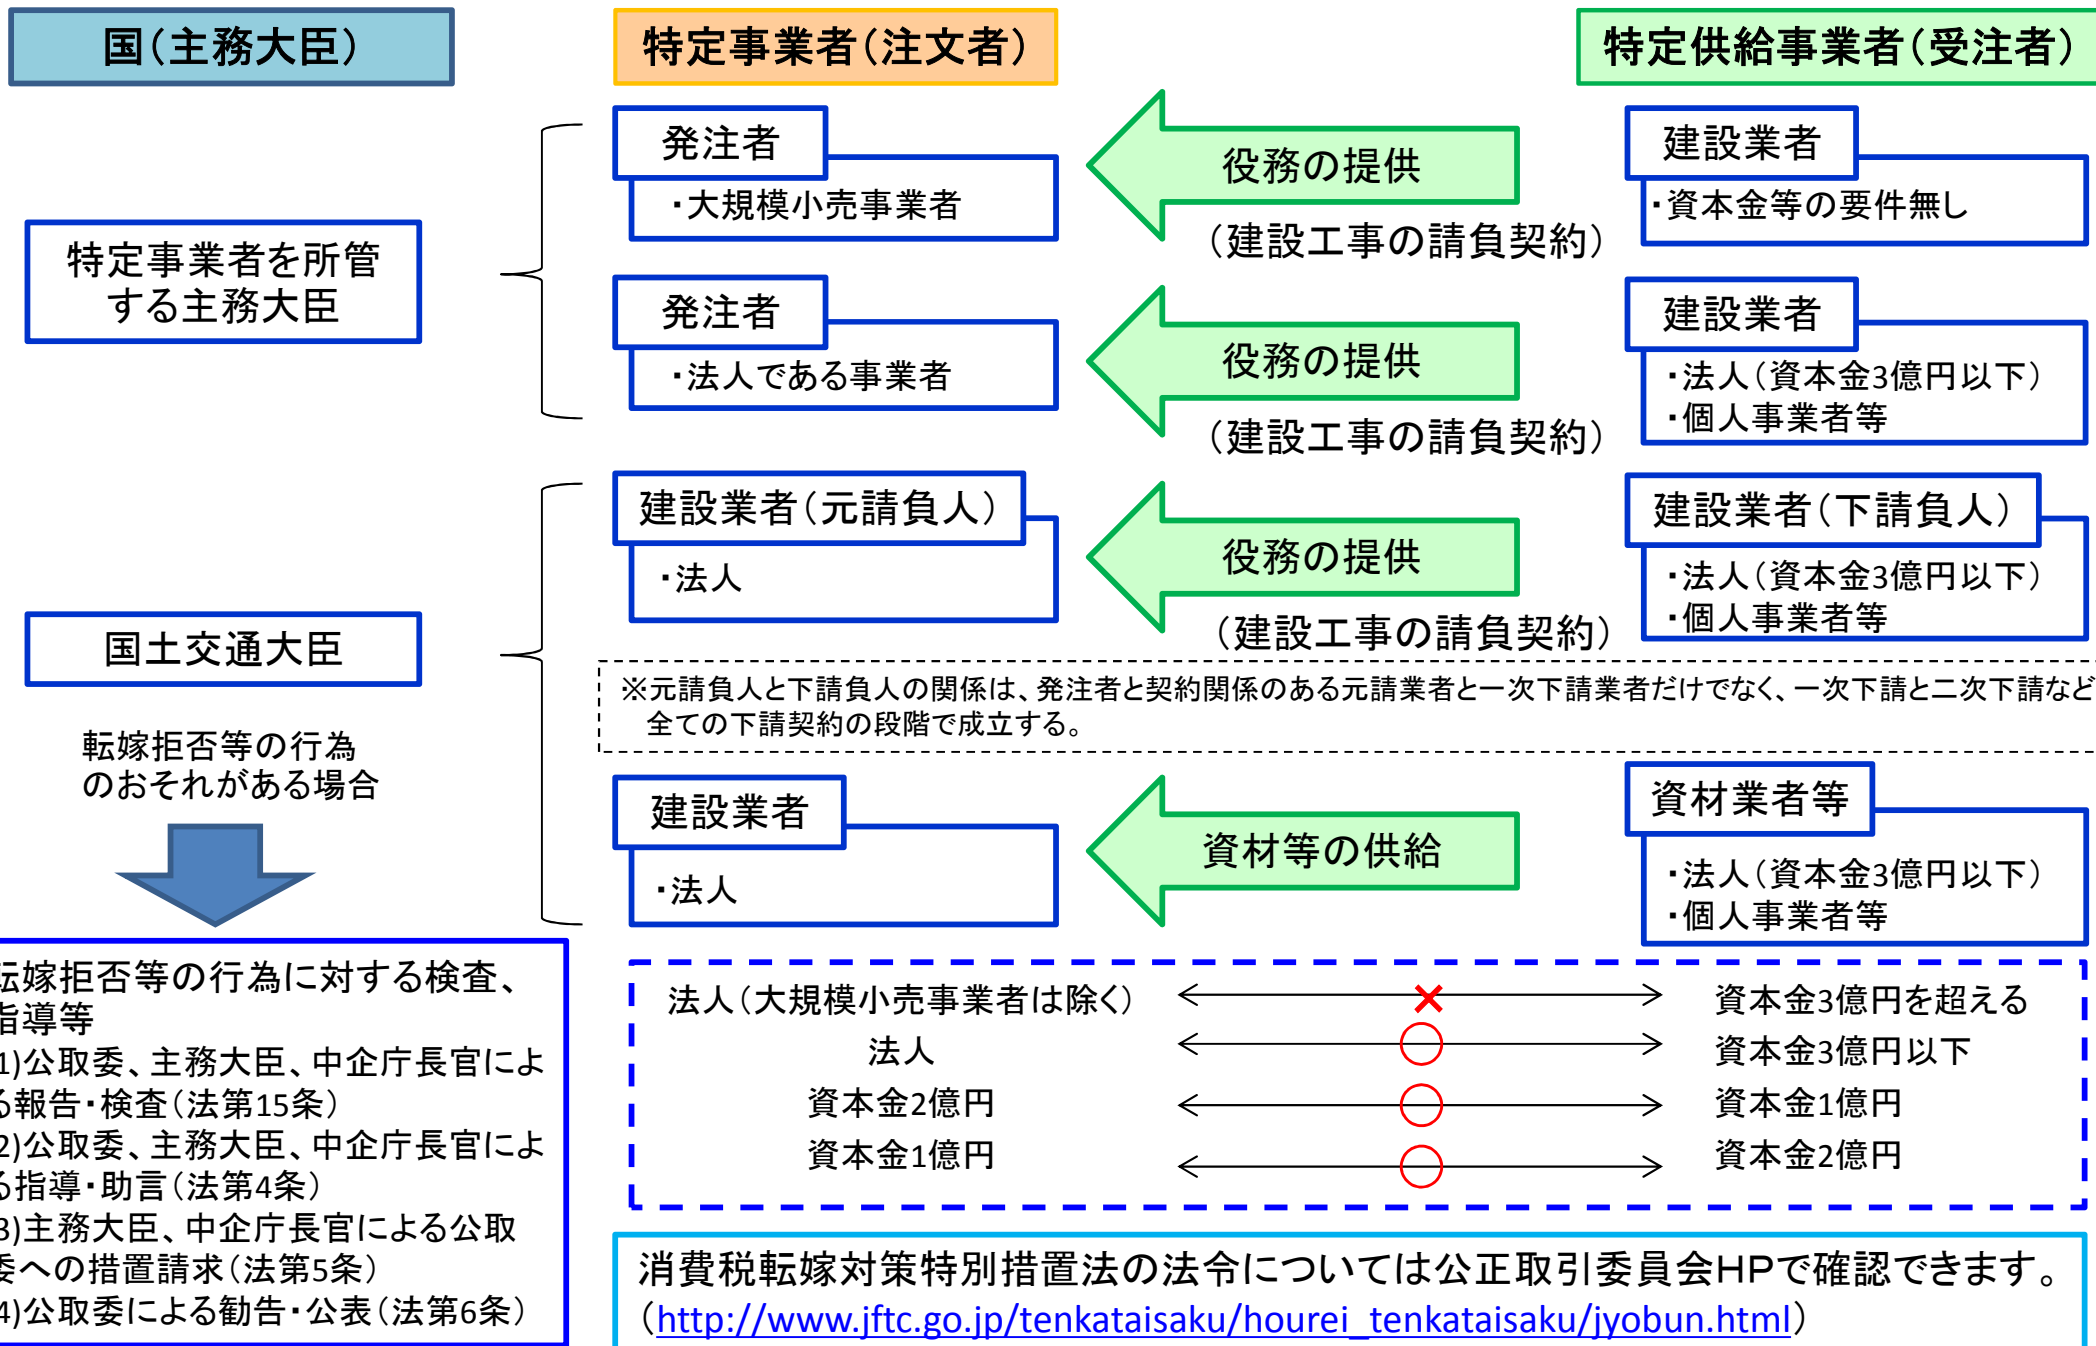 国(主務大臣)
特定事業者(注文者)
特定供給事業者(受注者)
特定事業者を所管
する主務大臣
発注者
・大規模小売事業者
役務の提供
(建設工事の請負契約)
建設業者
・資本金等の要件無し
発注者
・法人である事業者
役務の提供
(建設工事の請負契約)
建設業者
・法人(資本金3億円以下)
・個人事業者等
国土交通大臣
建設業者(元請負人)
・法人
役務の提供
(建設工事の請負契約)
建設業者(下請負人)
・法人(資本金3億円以下)
・個人事業者等
※元請負人と下請負人の関係は、発注者と契約関係のある元請業者と一次下請業者だけでなく、一次下請と二次下請など
全ての下請契約の段階で成立する。
転嫁拒否等の行為
のおそれがある場合
建設業者
・法人
資材等の供給
資材業者等
・法人(資本金3億円以下)
・個人事業者等
転嫁拒否等の行為に対する検査、
指導等
1)公取委、主務大臣、中企庁長官によ
る報告・検査(法第15条)
2)公取委、主務大臣、中企庁長官によ
る指導・助言(法第4条)
3)主務大臣、中企庁長官による公取
委への措置請求(法第5条)
4)公取委による勧告・公表(法第6条)
法人(大規模小売事業者は除く) × 資本金3億円を超える
法人 ○ 資本金3億円以下
資本金2億円 ○ 資本金1億円
資本金1億円 ○ 資本金2億円
消費税転嫁対策特別措置法の法令については公正取引委員会HPで確認できます。
(http://www.jftc.go.jp/tenkataisaku/hourei_tenkataisaku/jyobun.html)